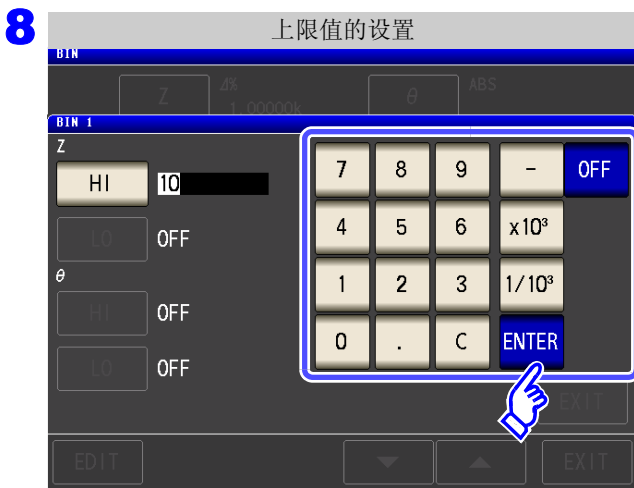 8
上限值的设置
BIN
Z
Δ%
1.00000k
θ
ABS
BIN 1
Z
HI
10
LO
OFF
θ
HI
OFF
LO
OFF
7
8
9
-
OFF
4
5
6
x10³
1
2
3
1/10³
0
.
C
ENTER
EXIT
EDIT
EXIT